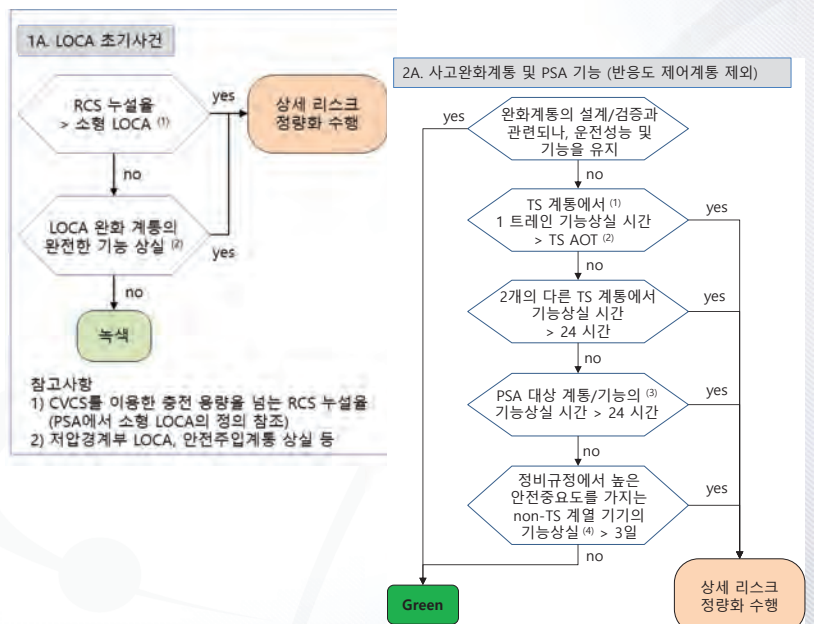 1A. LOCA 초기사건
RCS 누설율
> 소형 LOCA (1)
yes
상세 리스크
정량화 수행
no
LOCA 완화 계통의
완전한 기능 상실 (2)
yes
no
녹색
참고사항
1) CVCS를 이용한 충전 용량을 넘는 RCS 누설율
(PSA에서 소형 LOCA의 정의 참조)
2) 저압경계부 LOCA, 안전주입계통 상실 등
2A. 사고완화계통 및 PSA 기능 (반응도 제어계통 제외)
yes
완화계통의 설계/검증과
관련되나, 운전성능 및
기능을 유지
no
TS 계통에서 (1)
1 트레인 기능상실 시간
> TS AOT (2)
yes
no
2개의 다른 TS 계통에서
기능상실 시간
> 24 시간
yes
no
PSA 대상 계통/기능의 (3)
기능상실 시간 > 24 시간
yes
no
정비규정에서 높은
안전중요도를 가지는
non-TS 계열 기기의
기능상실 (4) > 3일
yes
no
Green
상세 리스크
정량화 수행